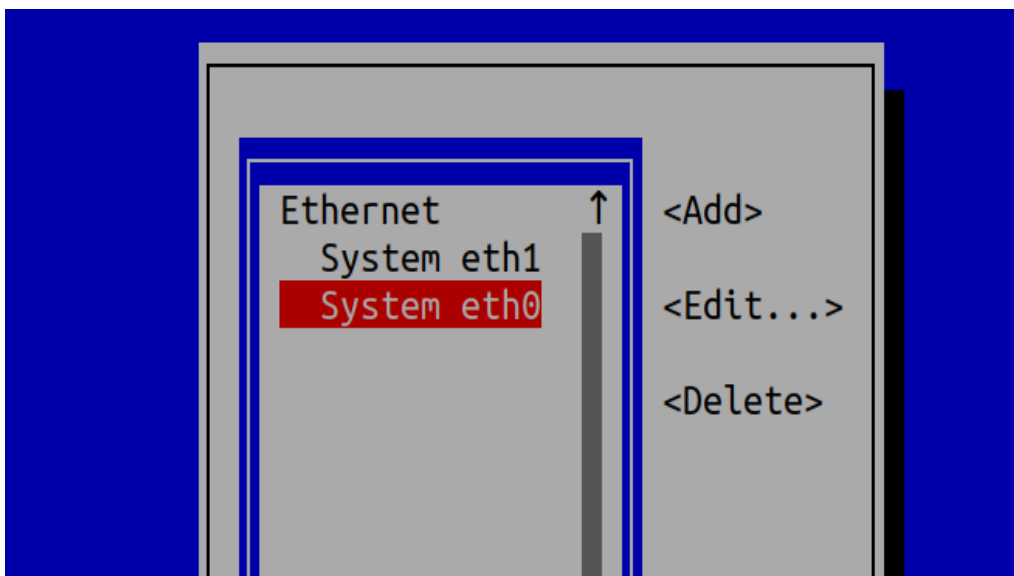 Ethernet ↑ <Add>
System eth1
System eth0 <Edit...>
<Delete>